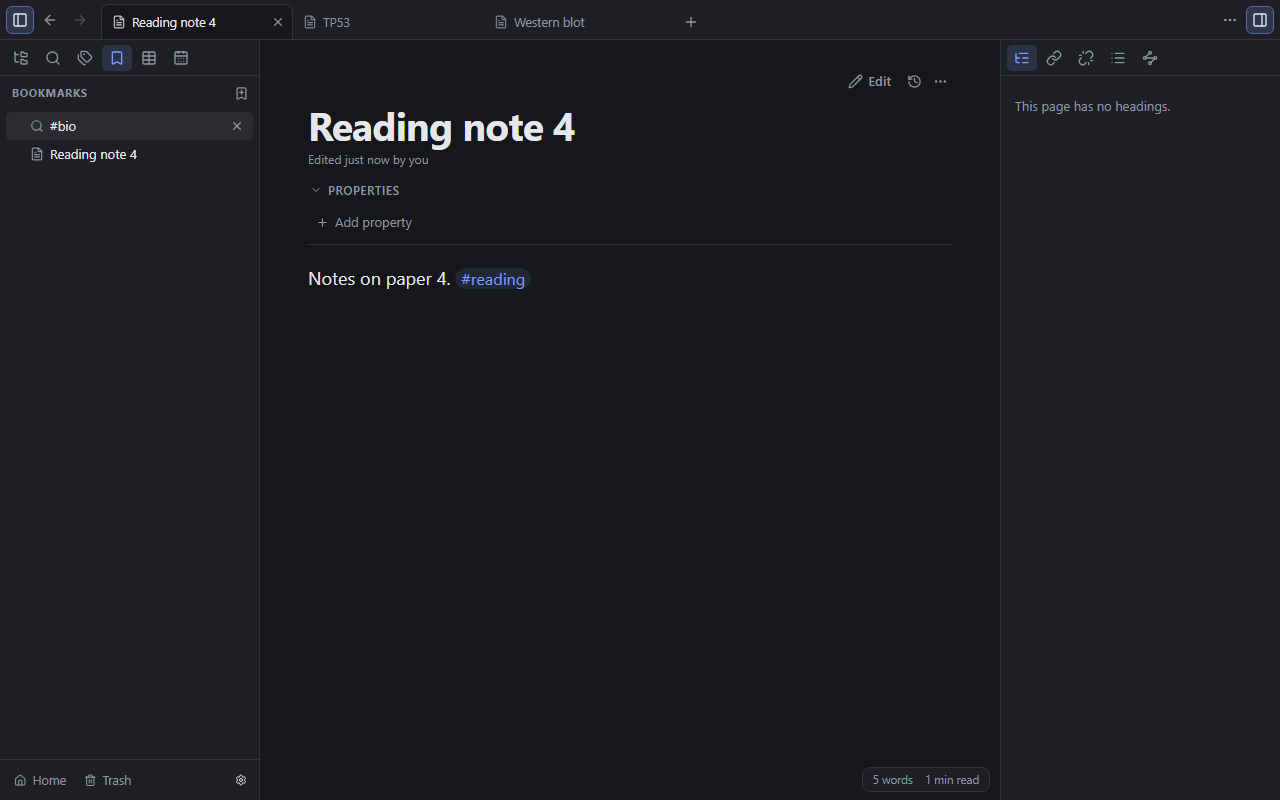 Reading note 4
TP53
Western blot
BOOKMARKS
#bio
Reading note 4
Edit
Reading note 4
Edited just now by you
PROPERTIES
Add property
Notes on paper 4. #reading
This page has no headings.
Home
Trash
5 words
1 min read